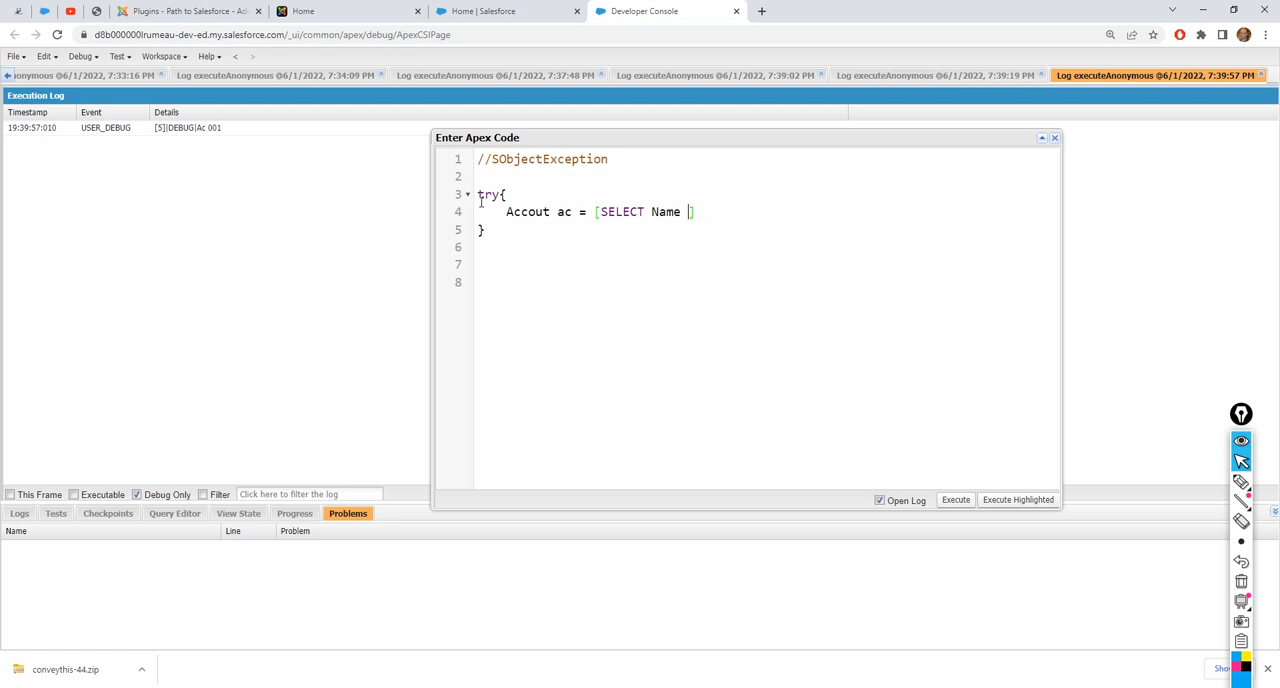 Plugins - Path to Salesforce - Ad
Home
Home | Salesforce
Developer Console
d8b000000lrumeau-dev-ed.my.salesforce.com/_ui/common/apex/debug/ApexCSIPage
File
Edit
Debug
Test
Workspace
Help
<
>
onymous @6/1/2022, 7:33:16 PM
Log executeAnonymous @6/1/2022, 7:34:09 PM
Log executeAnonymous @6/1/2022, 7:37:48 PM
Log executeAnonymous @6/1/2022, 7:39:02 PM
Log executeAnonymous @6/1/2022, 7:39:19 PM
Log executeAnonymous @6/1/2022, 7:39:57 PM
Execution Log
Timestamp Event Details
19:39:57:010 USER_DEBUG [5]|DEBUG|Ac 001
Enter Apex Code
1 //SObjectException
2
3 try{
4 Accout ac = [SELECT Name ]
5 }
6
7
8
Open Log Execute Execute Highlighted
This Frame Executable Debug Only Filter Click here to filter the log
Logs Tests Checkpoints Query Editor View State Progress Problems
Name Line Problem
conveythis-44.zip